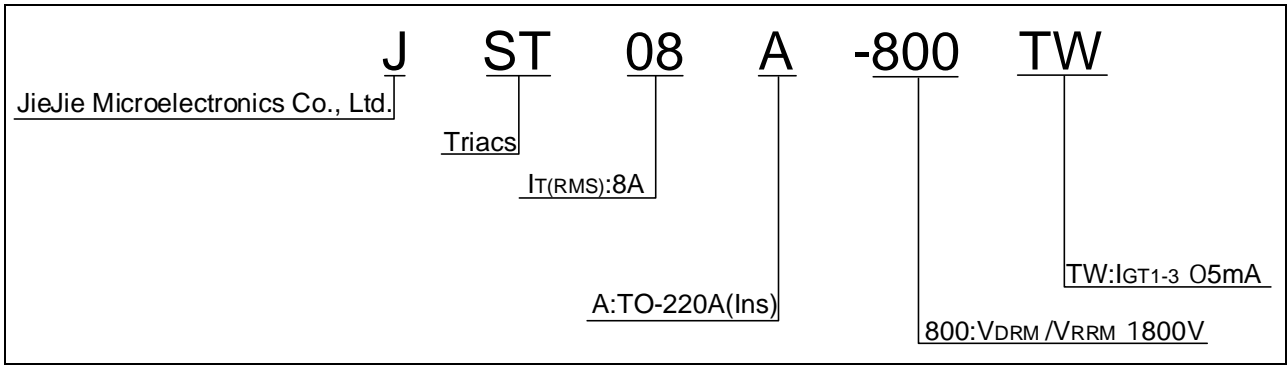 J ST 08 A -800 TW
JieJie Microelectronics Co., Ltd.
Triacs
IT(RMS):8A
TW:IGT1-3 O5mA
A:TO-220A(Ins)
800:VDRM /VRRM 1800V